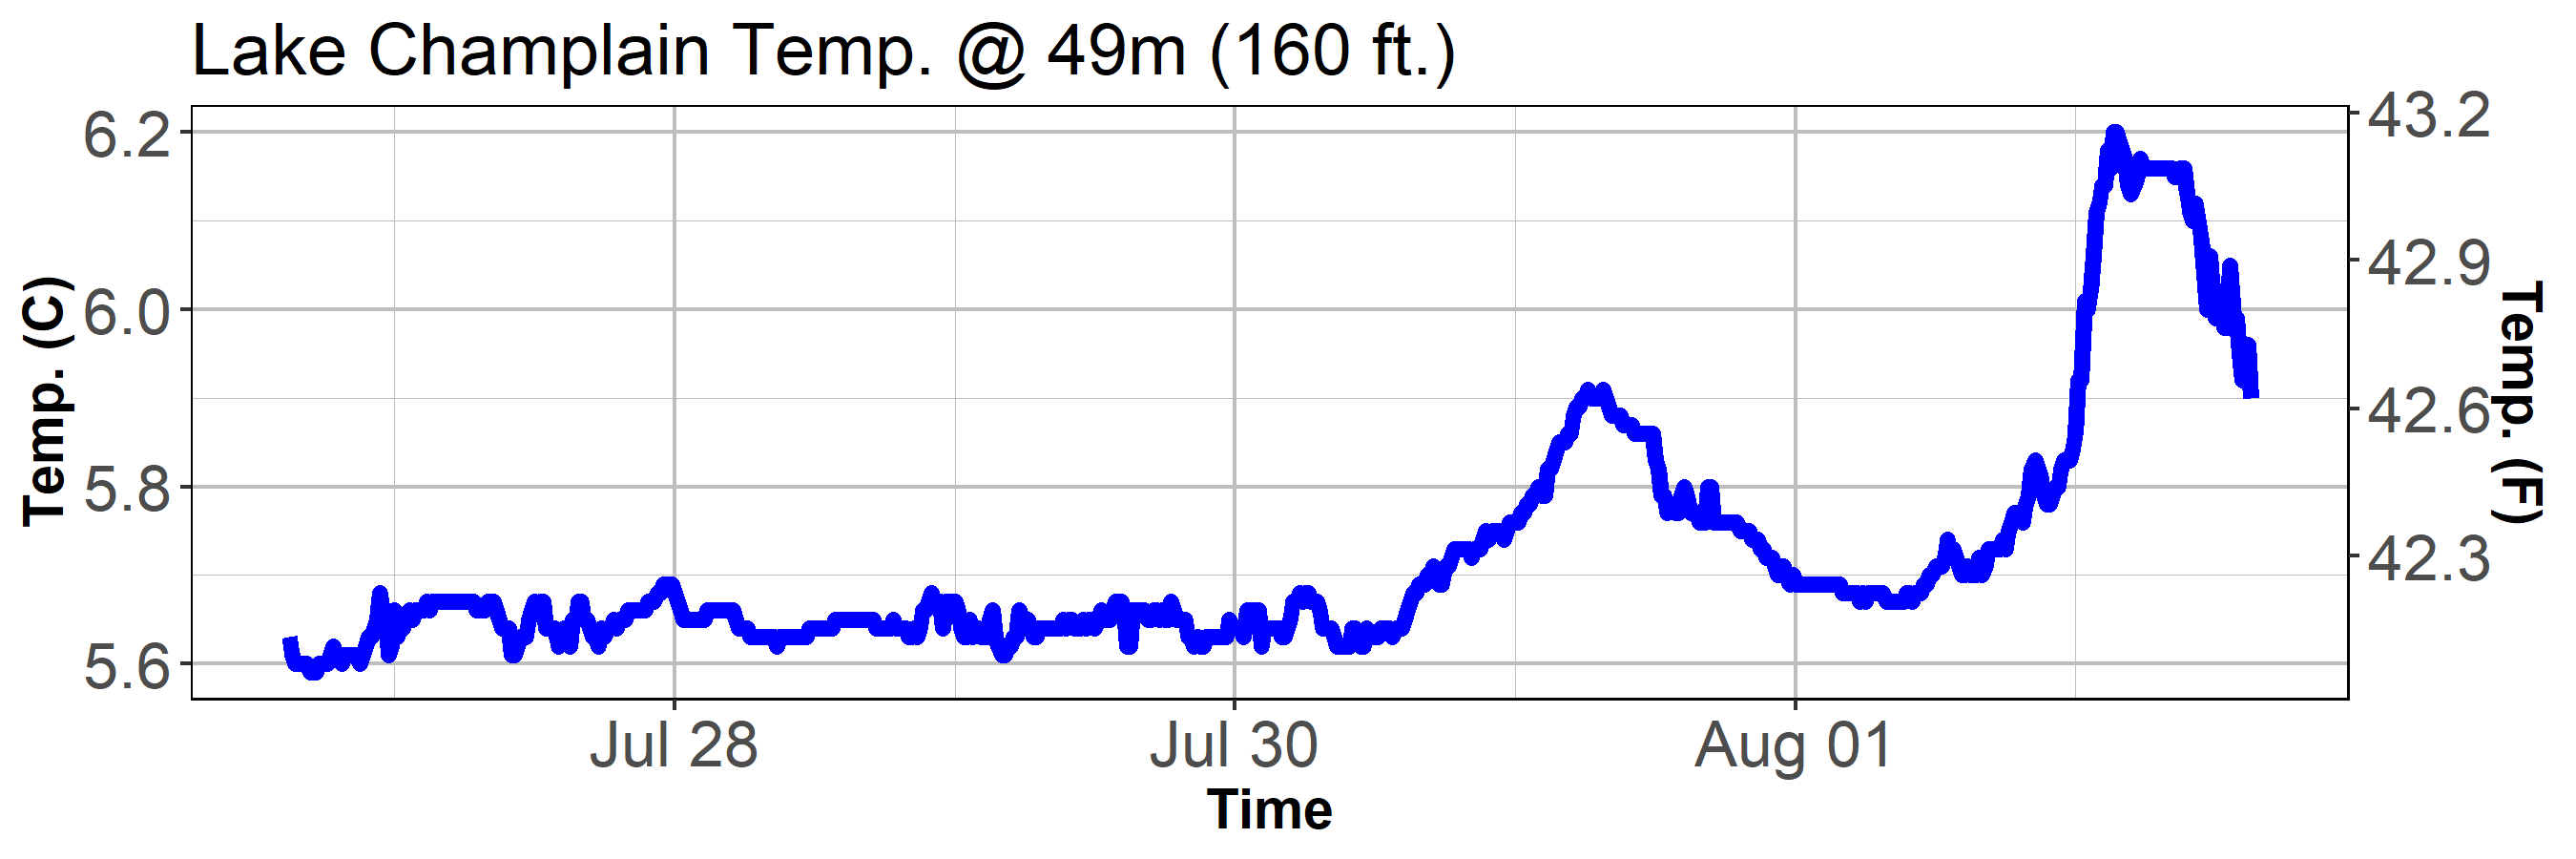 Lake Champlain Temp. @ 49m (160 ft.)
Temp. (C)
6.2
6.0
5.8
5.6
43.2
42.9
42.6
42.3
Temp. (F)
Jul 28
Jul 30
Aug 01
Time